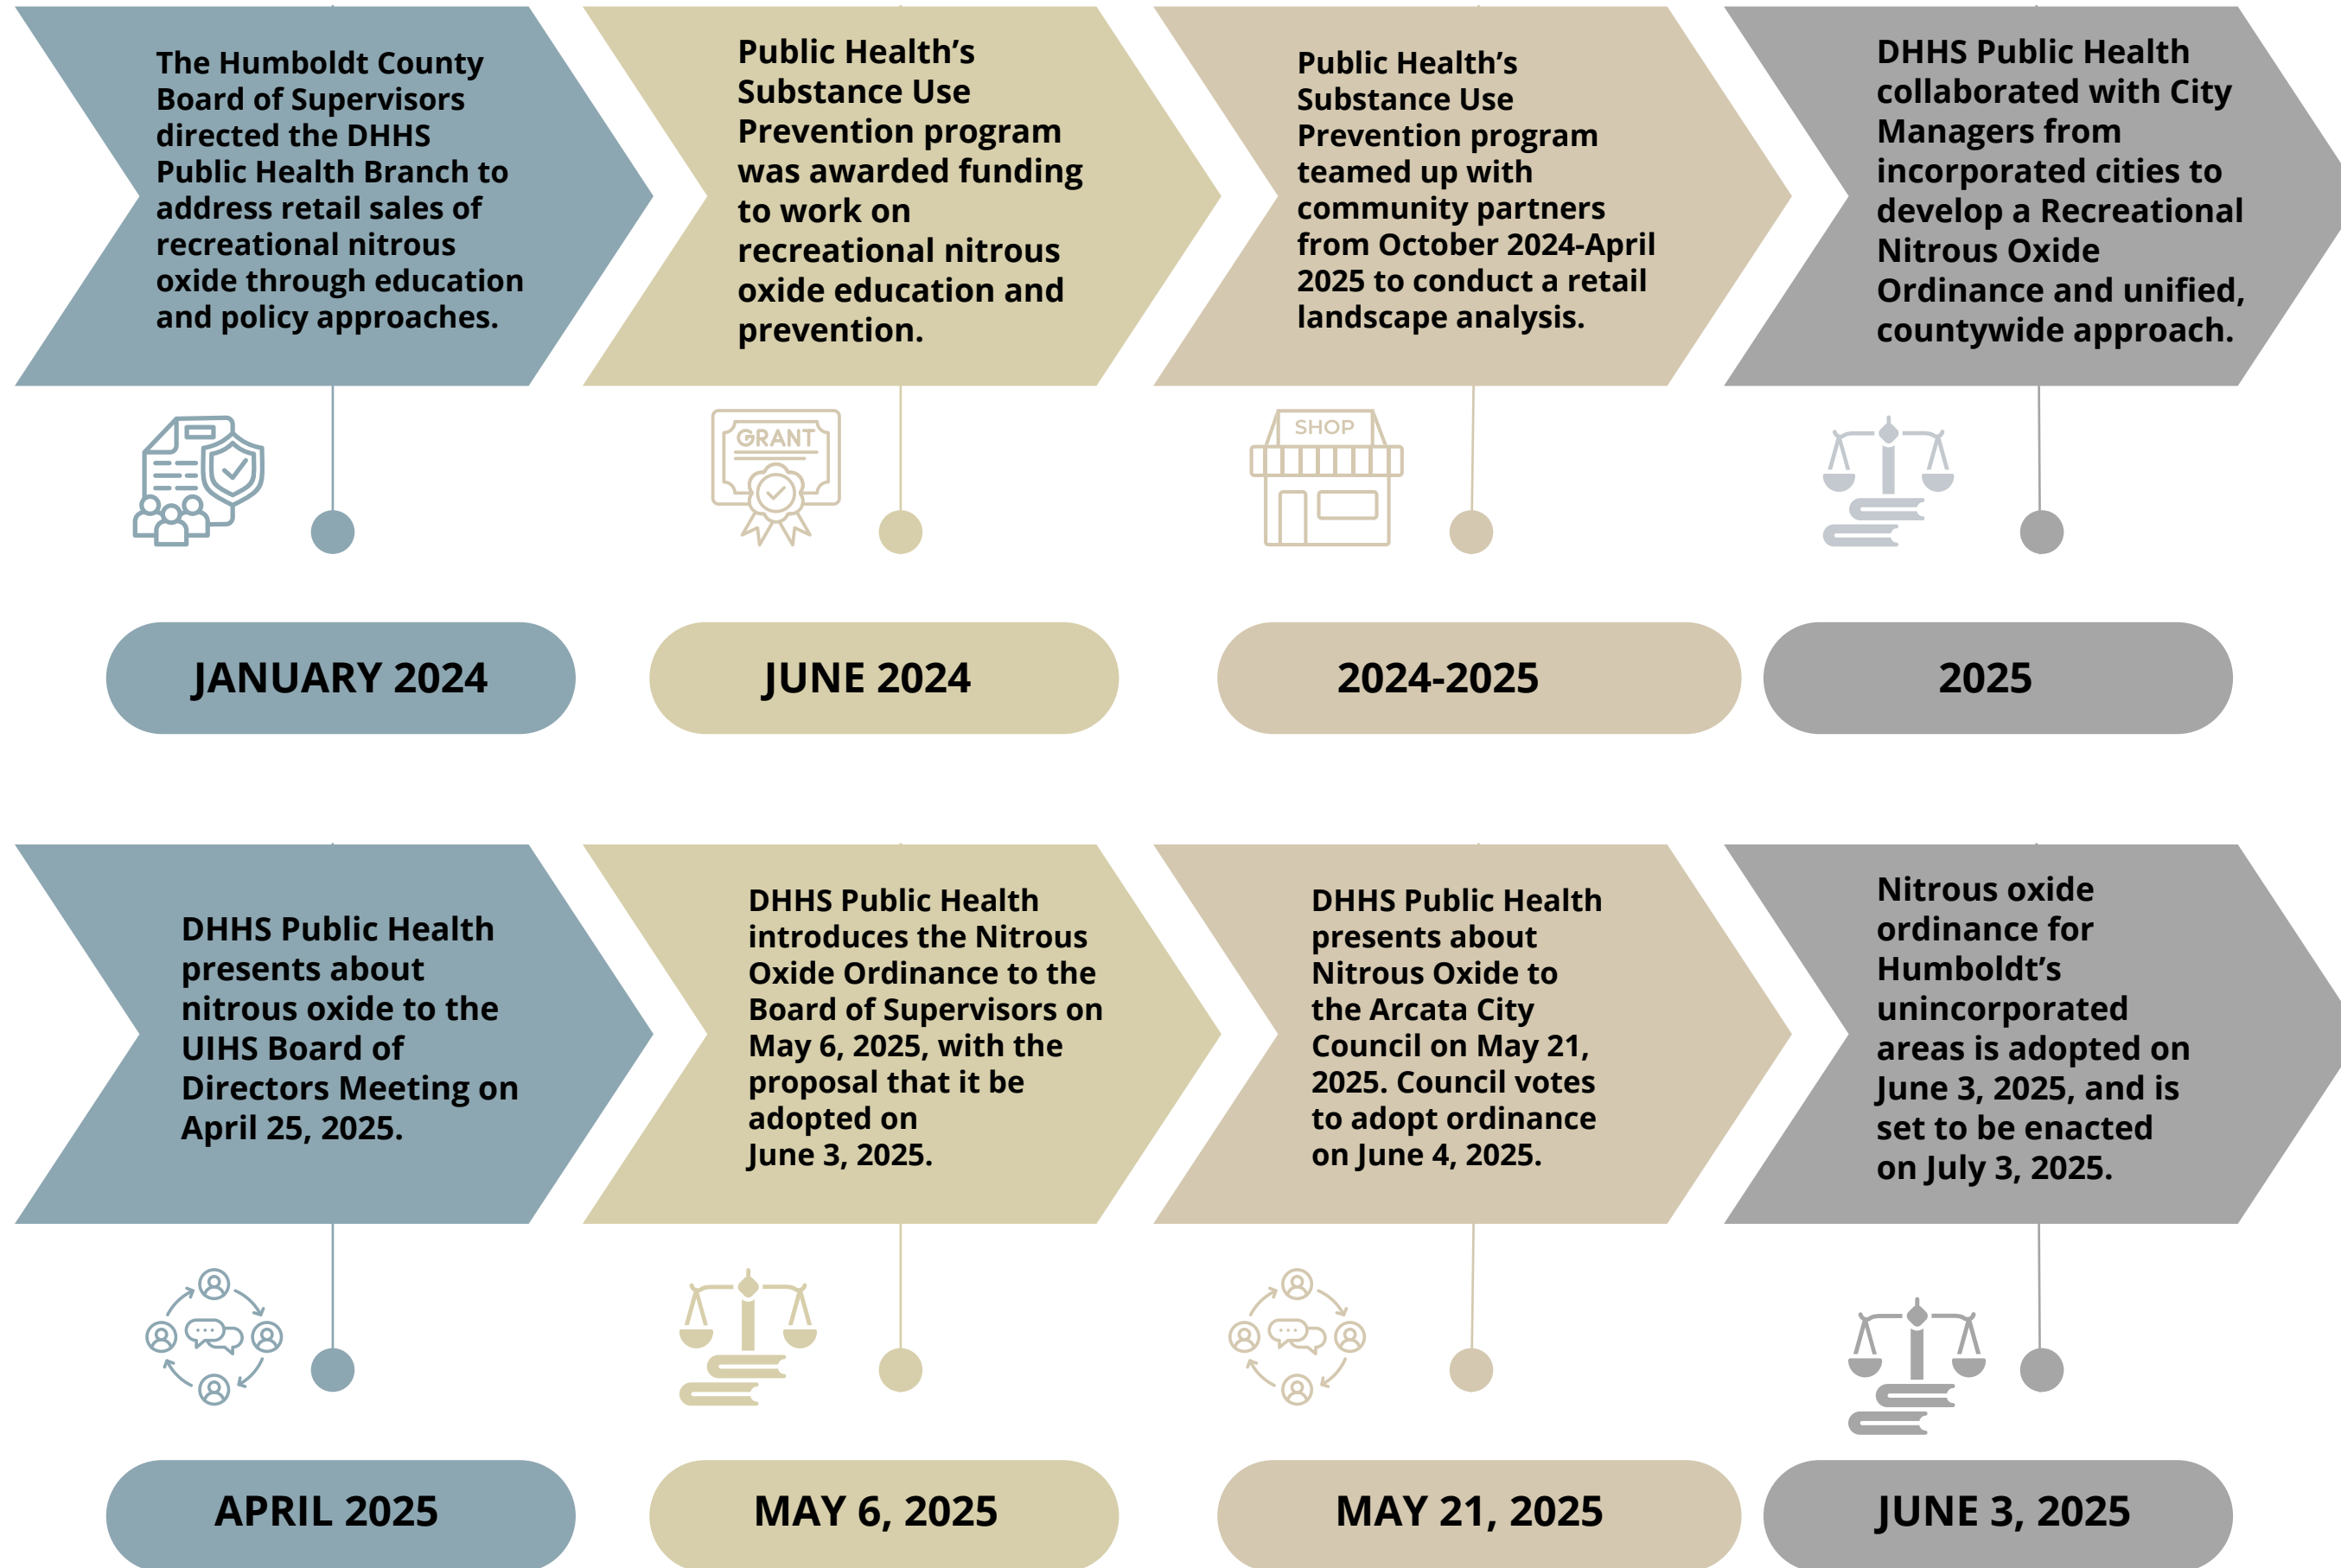 The Humboldt County
Board of Supervisors
directed the DHHS
Public Health Branch to
address retail sales of
recreational nitrous
oxide through education
and policy approaches.
Public Health’s
Substance Use
Prevention program
was awarded funding
to work on
recreational nitrous
oxide education and
prevention.
Public Health’s
Substance Use
Prevention program
teamed up with
community partners
from October 2024-April
2025 to conduct a retail
landscape analysis.
DHHS Public Health
collaborated with City
Managers from
incorporated cities to
develop a Recreational
Nitrous Oxide
Ordinance and unified,
countywide approach.
GRANT
SHOP
JANUARY 2024
JUNE 2024
2024-2025
2025
DHHS Public Health
presents about
nitrous oxide to the
UIHS Board of
Directors Meeting on
April 25, 2025.
DHHS Public Health
introduces the Nitrous
Oxide Ordinance to the
Board of Supervisors on
May 6, 2025, with the
proposal that it be
adopted on
June 3, 2025.
DHHS Public Health
presents about
Nitrous Oxide to
the Arcata City
Council on May 21,
2025. Council votes
to adopt ordinance
on June 4, 2025.
Nitrous oxide
ordinance for
Humboldt’s
unincorporated
areas is adopted on
June 3, 2025, and is
set to be enacted
on July 3, 2025.
APRIL 2025
MAY 6, 2025
MAY 21, 2025
JUNE 3, 2025